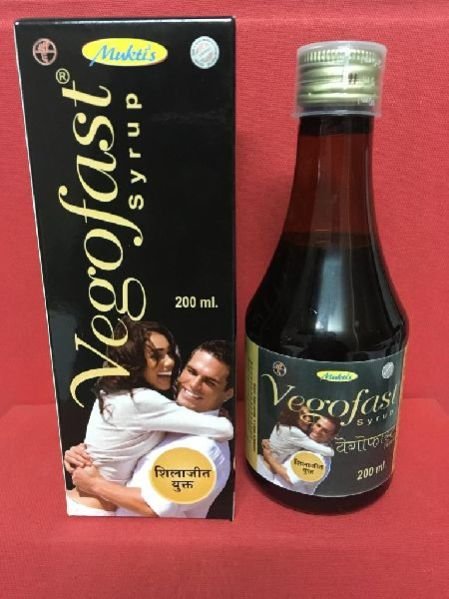 Mukti's
Vegofast®
Syrup
200 ml.
शिलाजीत
युक्त
Mukti's
Vegofast
Syrup
वेगोफास्ट
200 ml.
शिलाजीत
युक्त